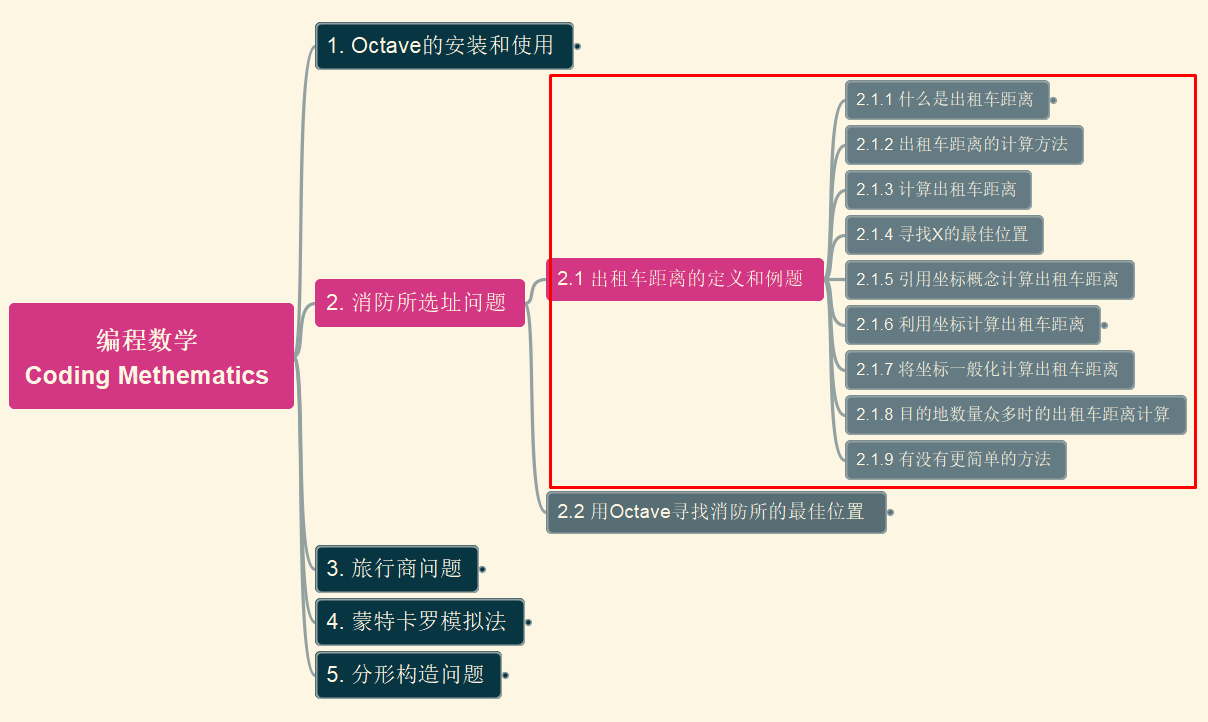 编程数学
Coding Methematics
1. Octave的安装和使用
2. 消防所选址问题
2.1 出租车距离的定义和例题
2.1.1 什么是出租车距离
2.1.2 出租车距离的计算方法
2.1.3 计算出租车距离
2.1.4 寻找X的最佳位置
2.1.5 引用坐标概念计算出租车距离
2.1.6 利用坐标计算出租车距离
2.1.7 将坐标一般化计算出租车距离
2.1.8 目的地数量众多时的出租车距离计算
2.1.9 有没有更简单的方法
2.2 用Octave寻找消防所的最佳位置
3. 旅行商问题
4. 蒙特卡罗模拟法
5. 分形构造问题